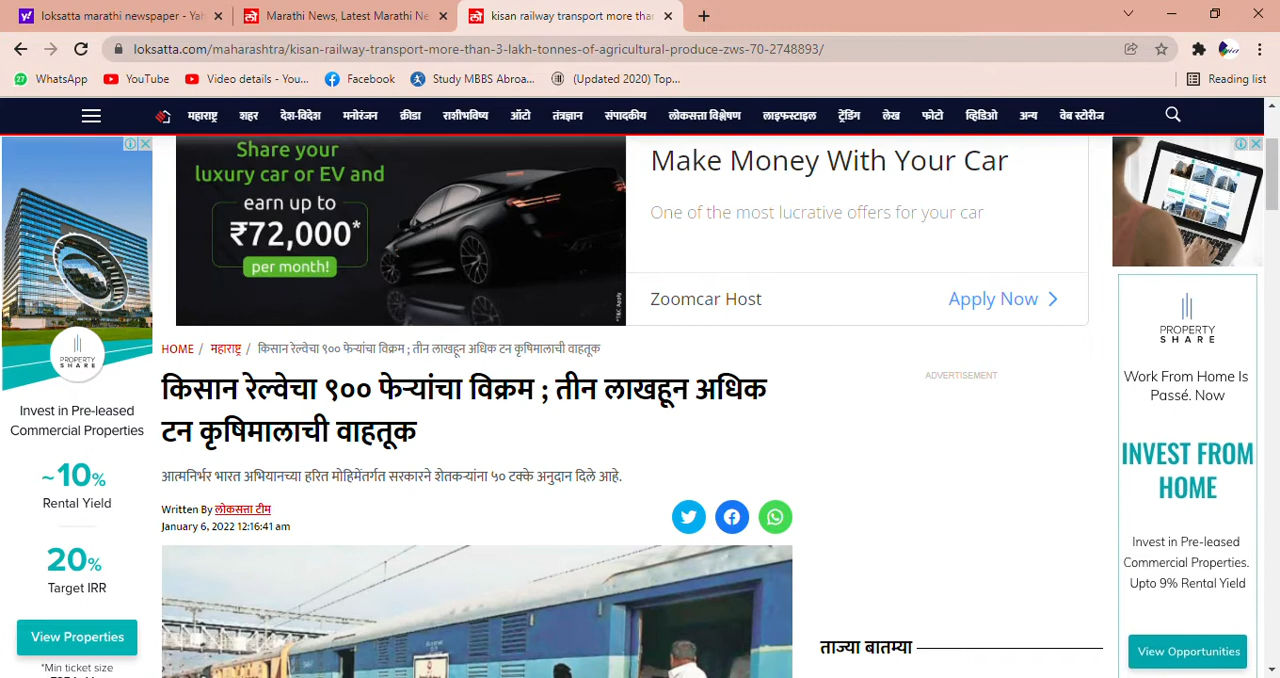 loksatta marathi newspaper - Yah
Marathi News, Latest Marathi Ne
kisan railway transport more tha
loksatta.com/maharashtra/kisan-railway-transport-more-than-3-lakh-tonnes-of-agricultural-produce-zws-70-2748893/
27 WhatsApp
YouTube
Video details - You...
Facebook
Study MBBS Abroa...
(Updated 2020) Top...
Reading list
महाराष्ट्र शहर देश-विदेश मनोरंजन क्रीडा राशीभविष्य ऑटो तंत्रज्ञान संपादकीय लोकसत्ता विश्लेषण लाइफस्टाइल ट्रेंडिंग लेख फोटो व्हिडिओ अन्य वेब स्टोरीज
Share your
luxury car or EV and
earn up to
₹72,000*
per month!
Make Money With Your Car
One of the most lucrative offers for your car
Zoomcar Host
Apply Now
HOME / महाराष्ट्र / किसान रेल्वेचा ९०० फेऱ्यांचा विक्रम ; तीन लाखहून अधिक टन कृषिमालाची वाहतूक
किसान रेल्वेचा ९०० फेऱ्यांचा विक्रम ; तीन लाखहून अधिक
टन कृषिमालाची वाहतूक
आत्मनिर्भर भारत अभियानच्या हरित मोहिमेंतर्गत सरकारने शेतकऱ्यांना ५० टक्के अनुदान दिले आहे.
Written By लोकसत्ता टीम
January 6, 2022 12:16:41 am
PROPERTY
SHARE
Invest in Pre-leased
Commercial Properties
~10%
Rental Yield
20%
Target IRR
View Properties
*Min ticket size
ADVERTISEMENT
ताज्या बातम्या
PROPERTY
SHARE
Work From Home Is
Passé. Now
INVEST FROM
HOME
Invest in Pre-leased
Commercial Properties.
Upto 9% Rental Yield
View Opportunities